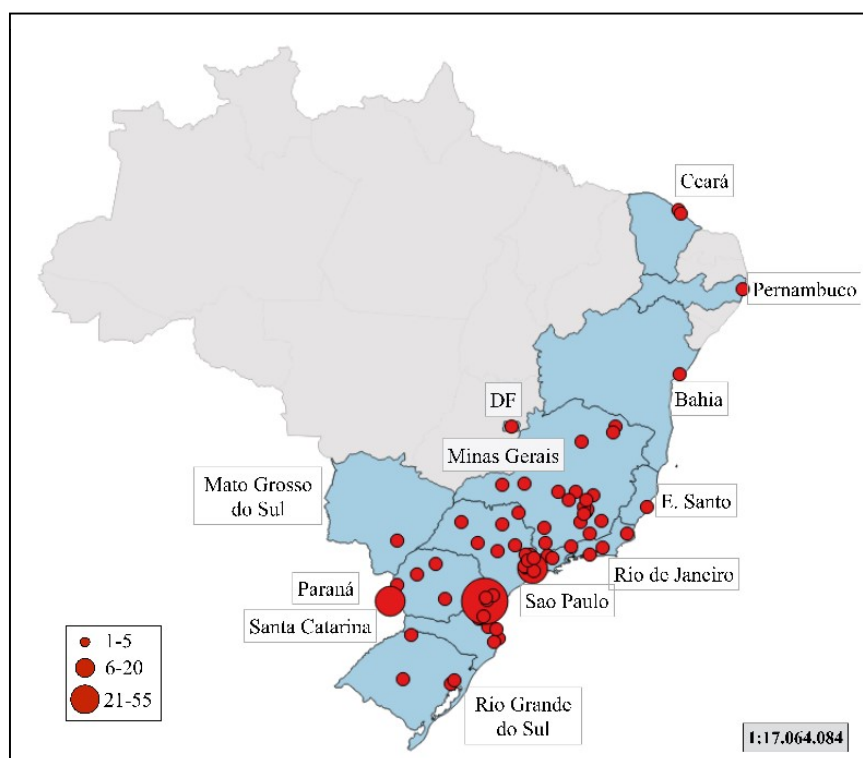 Ceará
Pernambuco
Bahia
DF
Minas Gerais
Mato Grosso
do Sul
E. Santo
Rio de Janeiro
Paraná
Sao Paulo
Santa Catarina
Rio Grande
do Sul
1-5
6-20
21-55
1:17.064.084